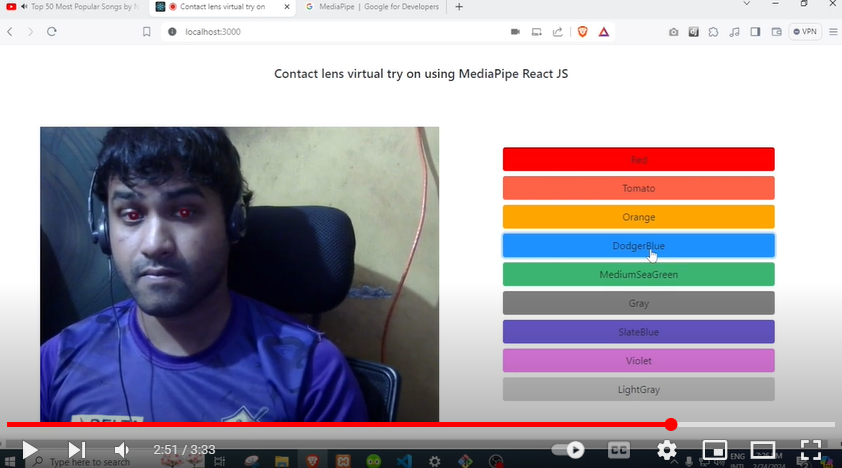 Top 50 Most Popular Songs by
Contact lens virtual try on
MediaPipe | Google for Developers
localhost:3000
VPN
Contact lens virtual try on using MediaPipe React JS
Red
Tomato
Orange
DodgerBlue
MediumSeaGreen
Gray
SlateBlue
Violet
LightGray
2:51 / 3:33
CC
Type here to search
ENG
INTL
2/24/2024